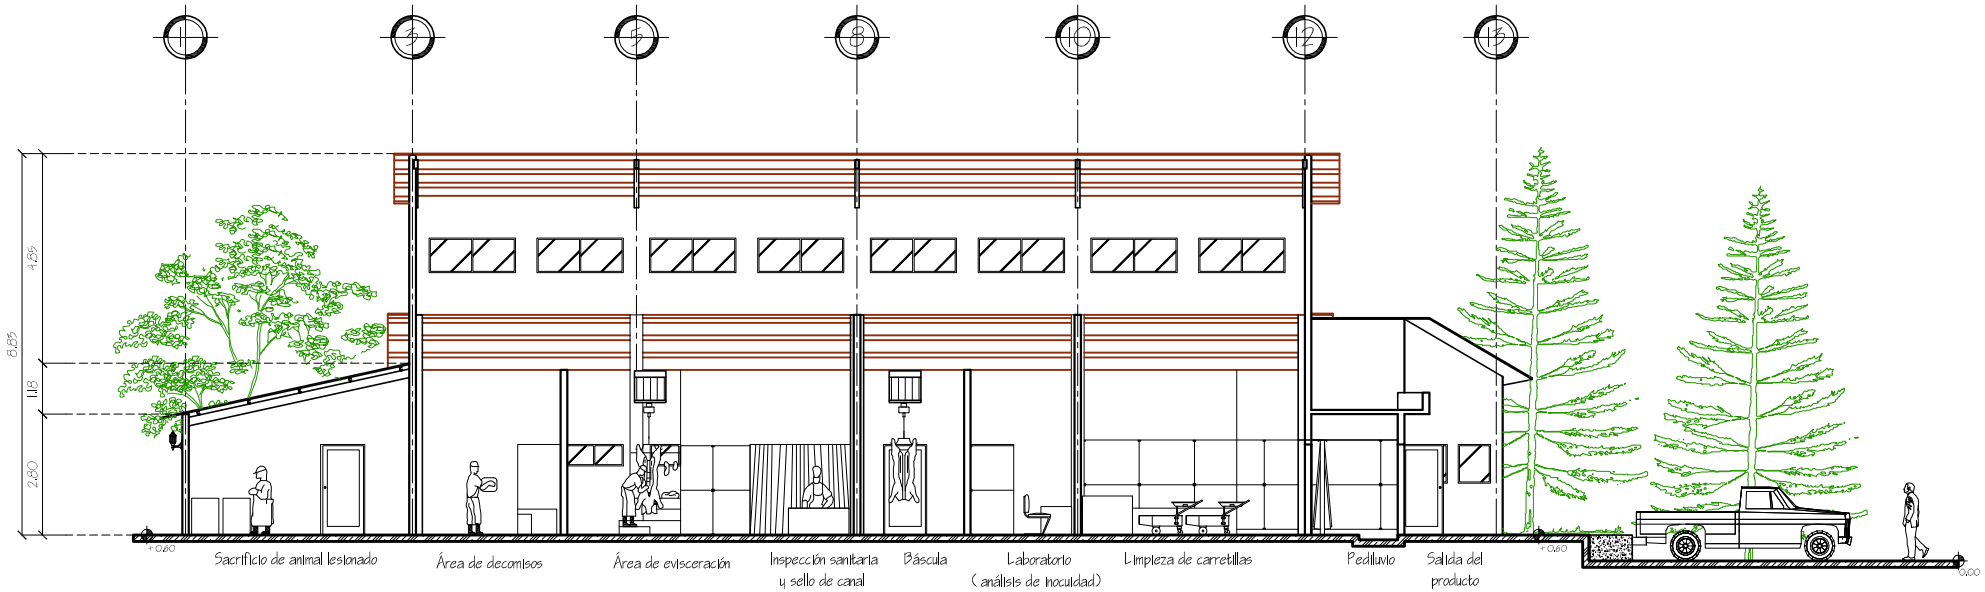 1
3
5
8
10
12
13
8.83
4.85
1.18
2.80
+0.60
+0.60
0.00
Sacrificio de animal lesionado
Área de decomisos
Área de evisceración
Inspección sanitaria
y sello de canal
Báscula
Laboratorio
( análisis de inocuidad)
Limpieza de carretillas
Pediluvio
Salida del
producto